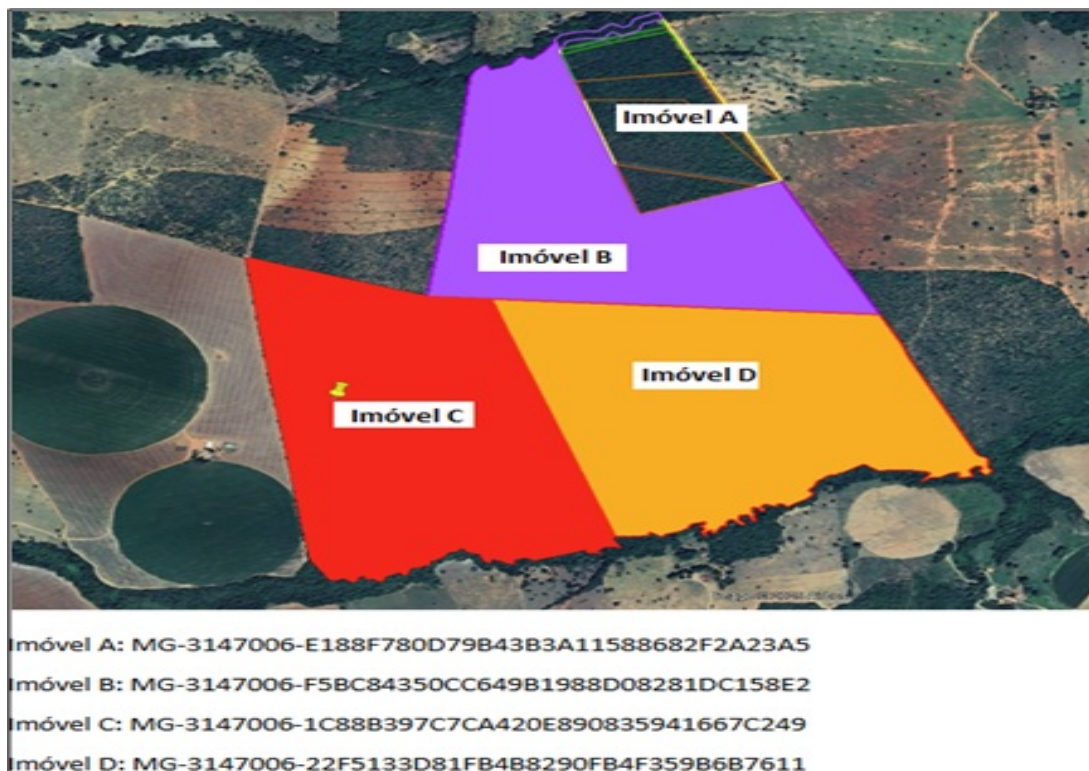 Imóvel A
Imóvel B
Imóvel D
Imóvel C
Imóvel A: MG-3147006-E188F780D79B43B3A11588682F2A23A5
Imóvel B: MG-3147006-F5BC84350CC649B1988D08281DC158E2
Imóvel C: MG-3147006-1C88B397C7CA420E890835941667C249
Imóvel D: MG-3147006-22F5133D81FB4B8290FB4F359B6B7611